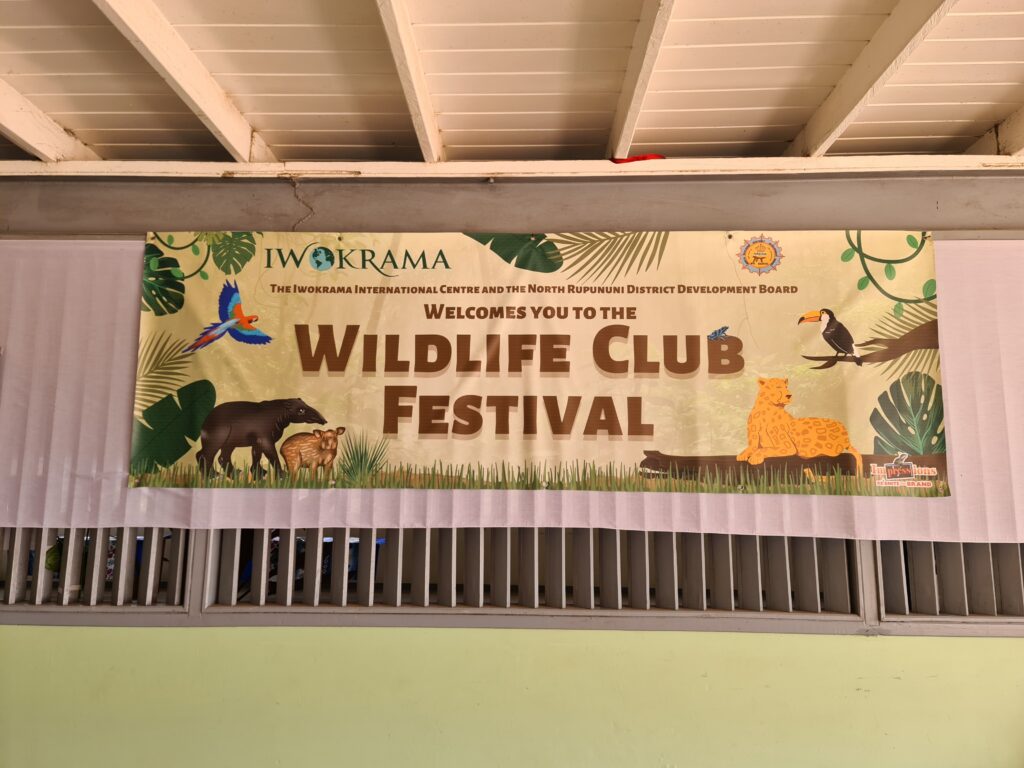 IWOKRAMA
THE IWOKRAMA INTERNATIONAL CENTRE AND THE NORTH RUPUNUNI DISTRICT DEVELOPMENT BOARD
WELCOMES YOU TO THE
WILDLIFE CLUB
FESTIVAL
Impressions